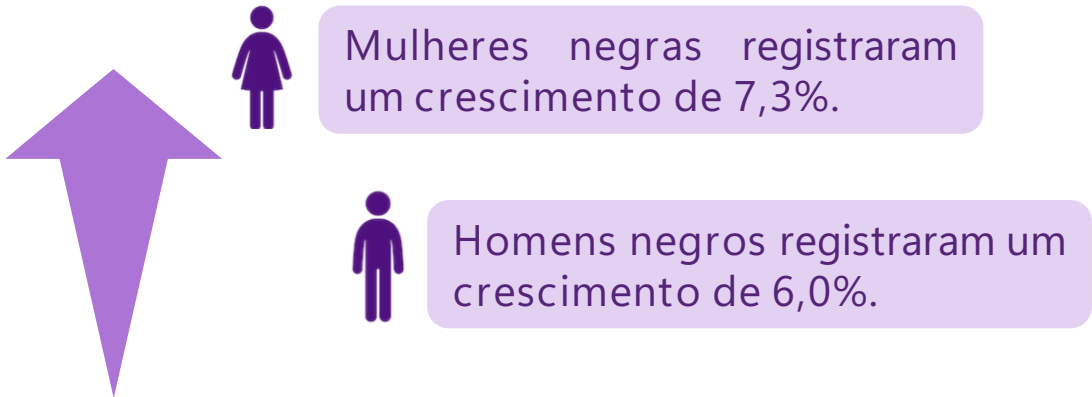 Mulheres negras registraram
um crescimento de 7,3%.
Homens negros registraram um
crescimento de 6,0%.